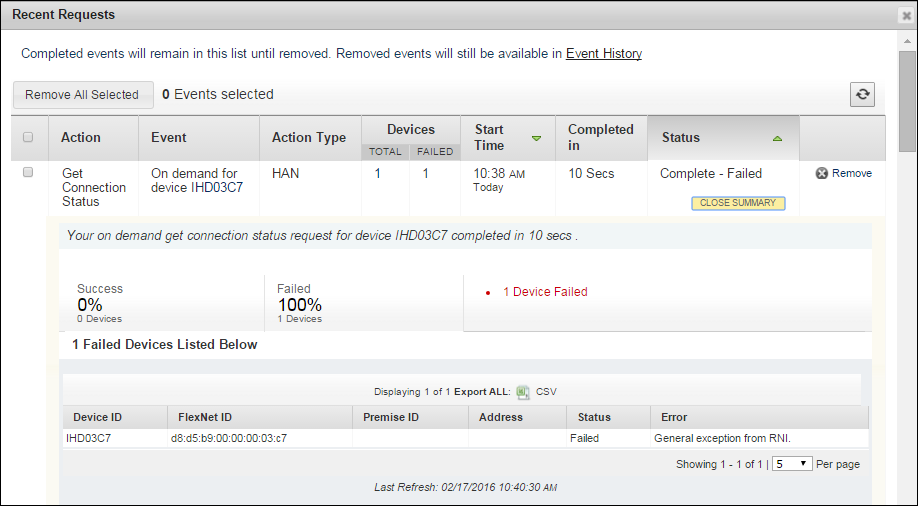 Recent Requests
Completed events will remain in this list until removed. Removed events will still be available in Event History
Remove All Selected 0 Events selected
Action Event Action Type Devices Start Time Completed in Status
TOTAL FAILED
Get Connection Status On demand for device IHD03C7 HAN 1 1 10:38 AM Today 10 Secs Complete - Failed Remove
CLOSE SUMMARY
Your on demand get connection status request for device IHD03C7 completed in 10 secs .
Success Failed
0% 100% 1 Device Failed
0 Devices 1 Devices
1 Failed Devices Listed Below
Displaying 1 of 1 Export ALL: CSV
Device ID FlexNet ID Premise ID Address Status Error
IHD03C7 d8:d5:b9:00:00:00:03:c7 Failed General exception from RNI.
Showing 1 - 1 of 1 | 5 Per page
Last Refresh: 02/17/2016 10:40:30 AM